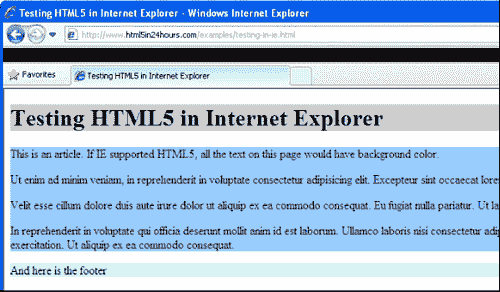 Testing HTML5 in Internet Explorer - Windows Internet Explorer
http://www.html5in24hours.com/examples/testing-in-ie.html
Favorites
Testing HTML5 in Internet Explorer
Testing HTML5 in Internet Explorer
This is an article. If IE supported HTML5, all the text on this page would have background color.
Ut enim ad minim veniam, in reprehenderit in voluptate consectetur adipisicing elit. Excepteur sint occaecat lore
Velit esse cillum dolore duis aute irure dolor ut aliquip ex ea commodo consequat. Eu fugiat nulla pariatur. Ut la
In reprehenderit in voluptate qui officia deserunt mollit anim id est laborum. Ullamco laboris nisi consectetur adip
exercitation. Ut aliquip ex ea commodo consequat.
And here is the footer